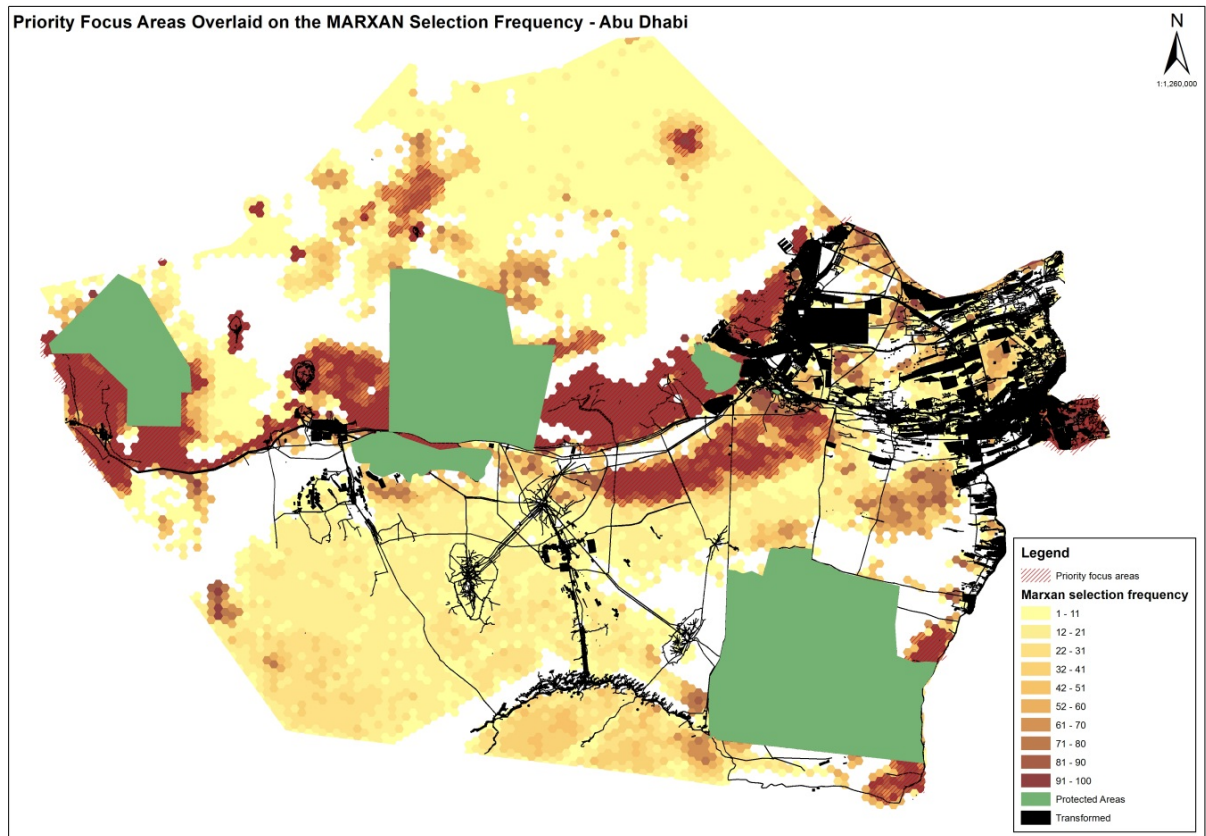 Priority Focus Areas Overlaid on the MARXAN Selection Frequency - Abu Dhabi
N
1:1,260,000
Legend
Priority focus areas
Marxan selection frequency
1 - 11
12 - 21
22 - 31
32 - 41
42 - 51
52 - 60
61 - 70
71 - 80
81 - 90
91 - 100
Protected Areas
Transformed